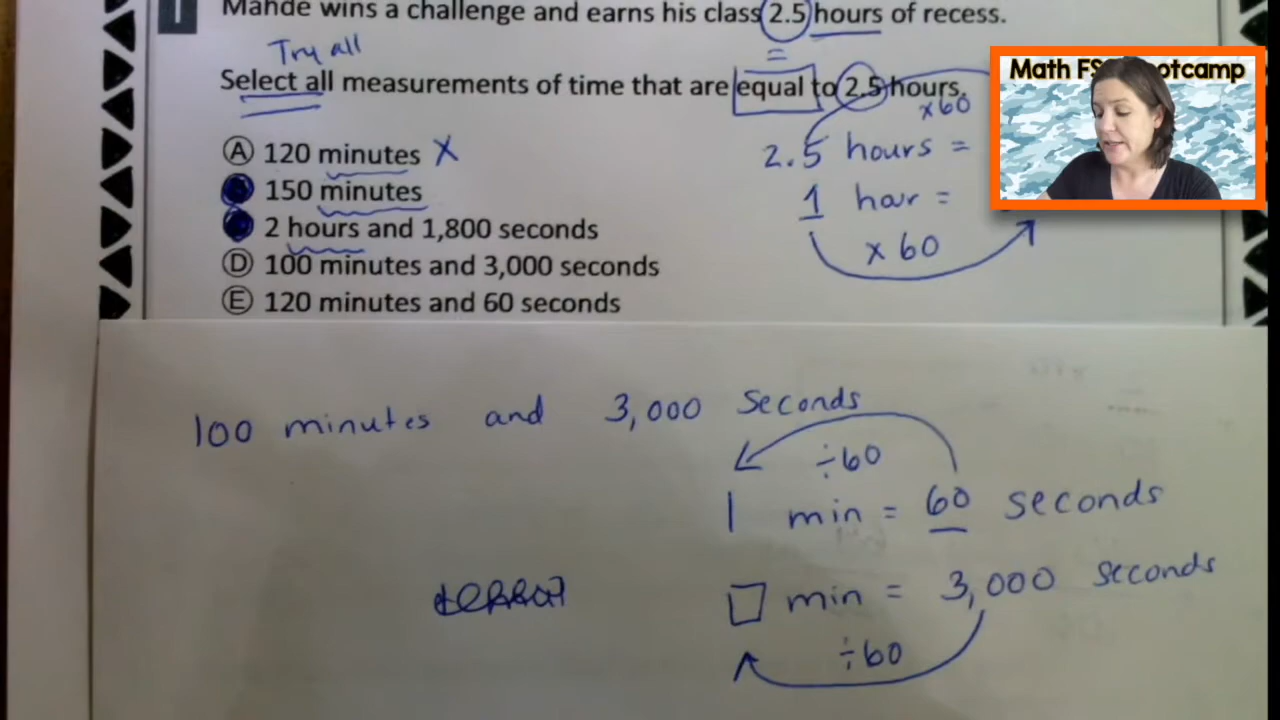 Mahde wins a challenge and earns his class 2.5 hours of recess.
Try all
=
Select all measurements of time that are equal to 2.5 hours.
x60
A 120 minutes X
150 minutes
2 hours and 1,800 seconds
D 100 minutes and 3,000 seconds
E 120 minutes and 60 seconds
2.5 hours =
1 hour =
x 60
Math FS otcamp
100 minutes and 3,000 seconds
÷60
1 min = 60 seconds
□ min = 3,000 seconds
÷60